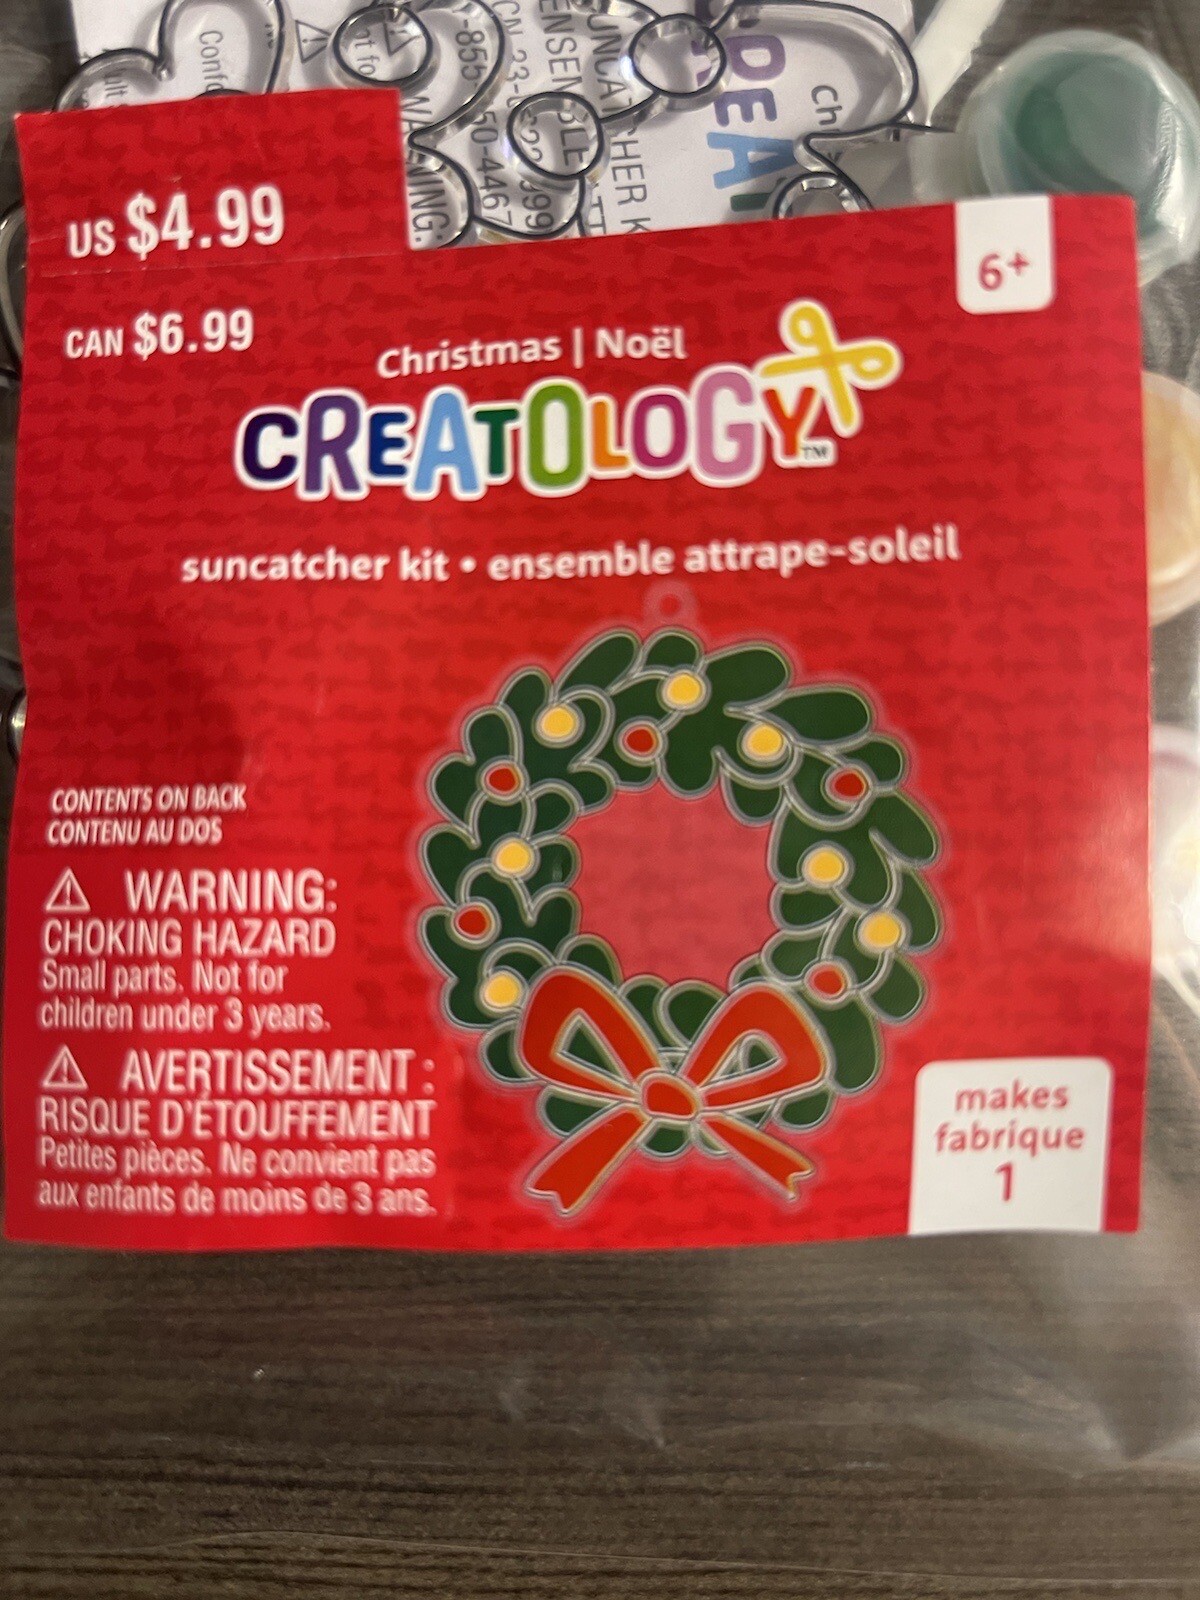 WARNING:
US $4.99
CAN $6.99
6+
Christmas | Noël
CREATOLOGY™
suncatcher kit • ensemble attrape-soleil
CONTENTS ON BACK
CONTENU AU DOS
⚠ WARNING:
CHOKING HAZARD
Small parts. Not for
children under 3 years.
⚠ AVERTISSEMENT :
RISQUE D'ÉTOUFFEMENT
Petites pièces. Ne convient pas
aux enfants de moins de 3 ans.
makes
fabrique
1